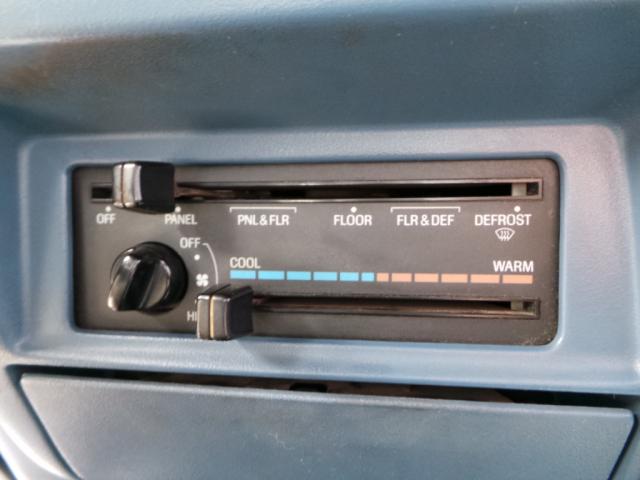 OFF PANEL PNL & FLR FLOOR FLR & DEF DEFROST
OFF
COOL WARM
HI